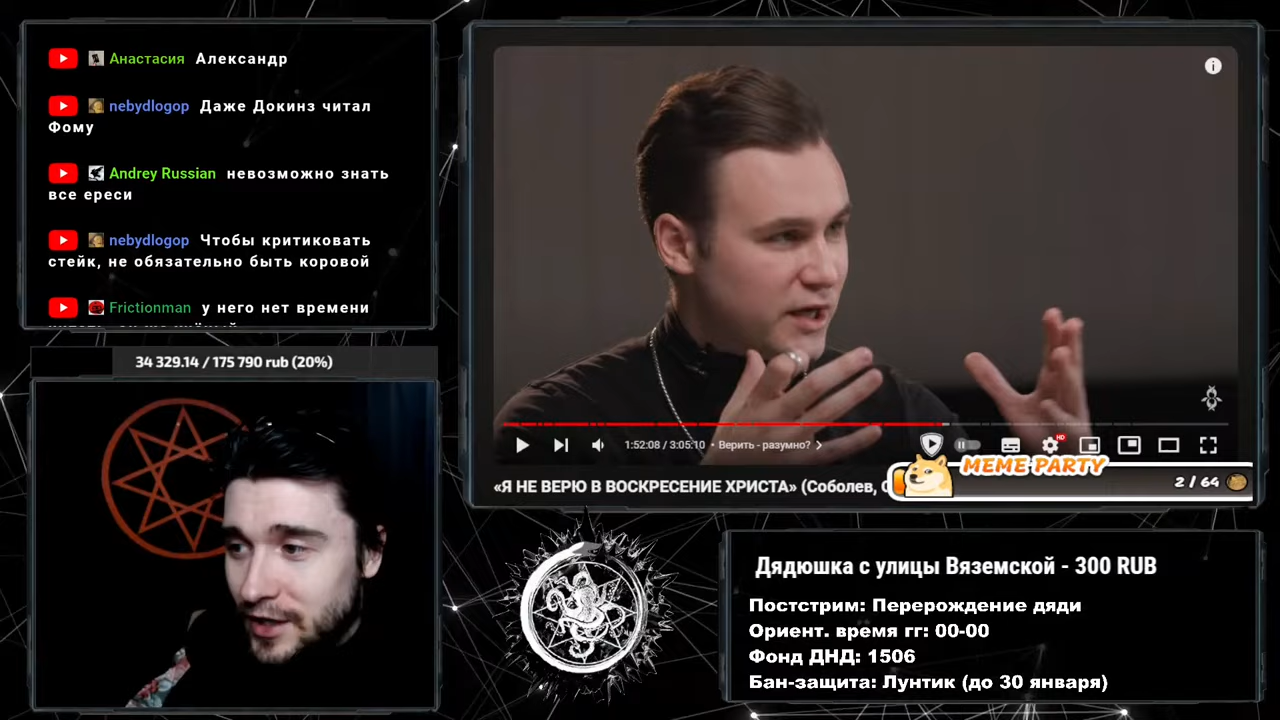 Анастасия Александр
nebydlogop Даже Докинз читал
Фому
Andrey Russian невозможно знать
все ереси
nebydlogop Чтобы критиковать
стейк, не обязательно быть коровой
Frictionman у него нет времени
34 329.14 / 175 790 rub (20%)
1:52:08 / 3:05:10 • Верить - разумно?
HD
«Я НЕ ВЕРЮ В ВОСКРЕСЕНИЕ ХРИСТА» (Соболев,
MEME PARTY
2 / 64
Дядюшка с улицы Вяземской - 300 RUB
Постстрим: Перерождение дяди
Ориент. время гг: 00-00
Фонд ДНД: 1506
Бан-защита: Лунтик (до 30 января)